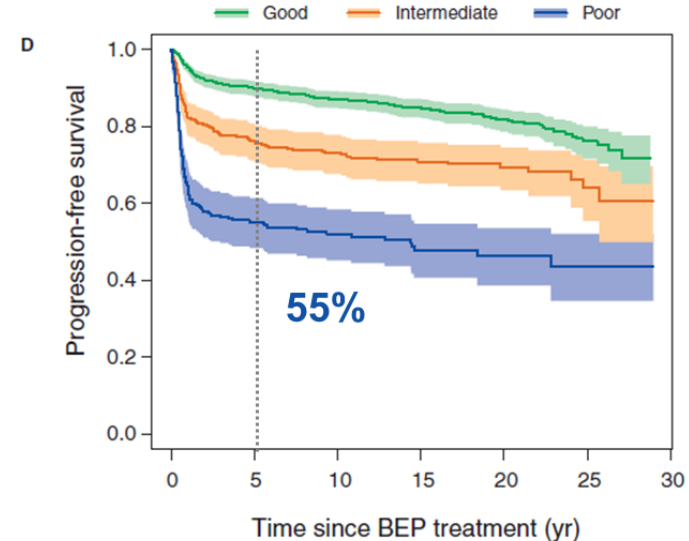 Good Intermediate Poor
D
Progression-free survival
1.0
0.8
0.6
0.4
0.2
0.0
55%
0 5 10 15 20 25 30
Time since BEP treatment (yr)